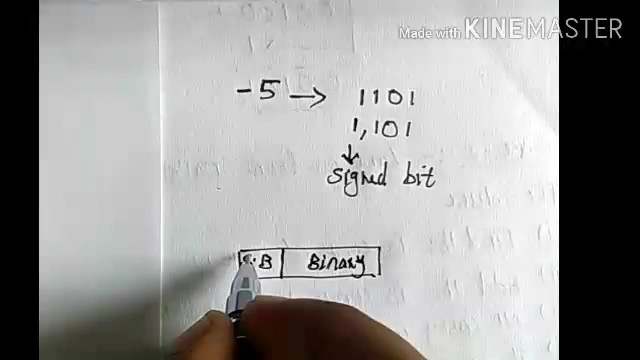 Made with KINEMASTER
-5 → 1101
1,101
signed bit
S.B Binary